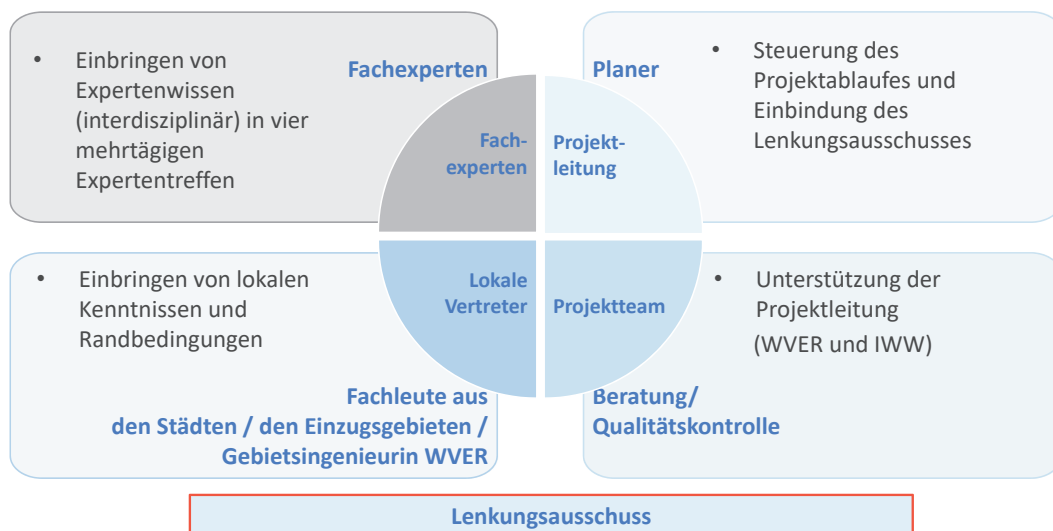 • Einbringen von
Expertenwissen
(interdisziplinär) in vier
mehrtägigen
Expertentreffen
Fachexperten
Fach-
experten
Planer
Projekt-
leitung
• Steuerung des
Projektablaufes und
Einbindung des
Lenkungsausschusses
• Einbringen von lokalen
Kenntnissen und
Randbedingungen
Lokale
Vertreter
Fachleute aus
den Städten / den Einzugsgebieten /
Gebietsingenieurin WVER
Projektteam
• Unterstützung der
Projektleitung
(WVER und IWW)
Beratung/
Qualitätskontrolle
Lenkungsausschuss